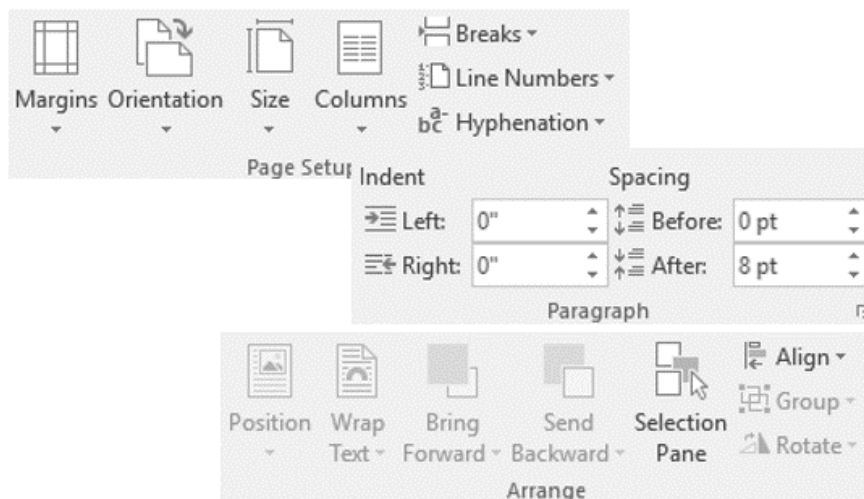 Margins Orientation Size Columns
Breaks
Line Numbers
a-
bc Hyphenation
Page Setup
Indent Spacing
Left: 0" Before: 0 pt
Right: 0" After: 8 pt
Paragraph
Position Wrap Text Bring Forward Send Backward Selection Pane
Align
Group
Rotate
Arrange